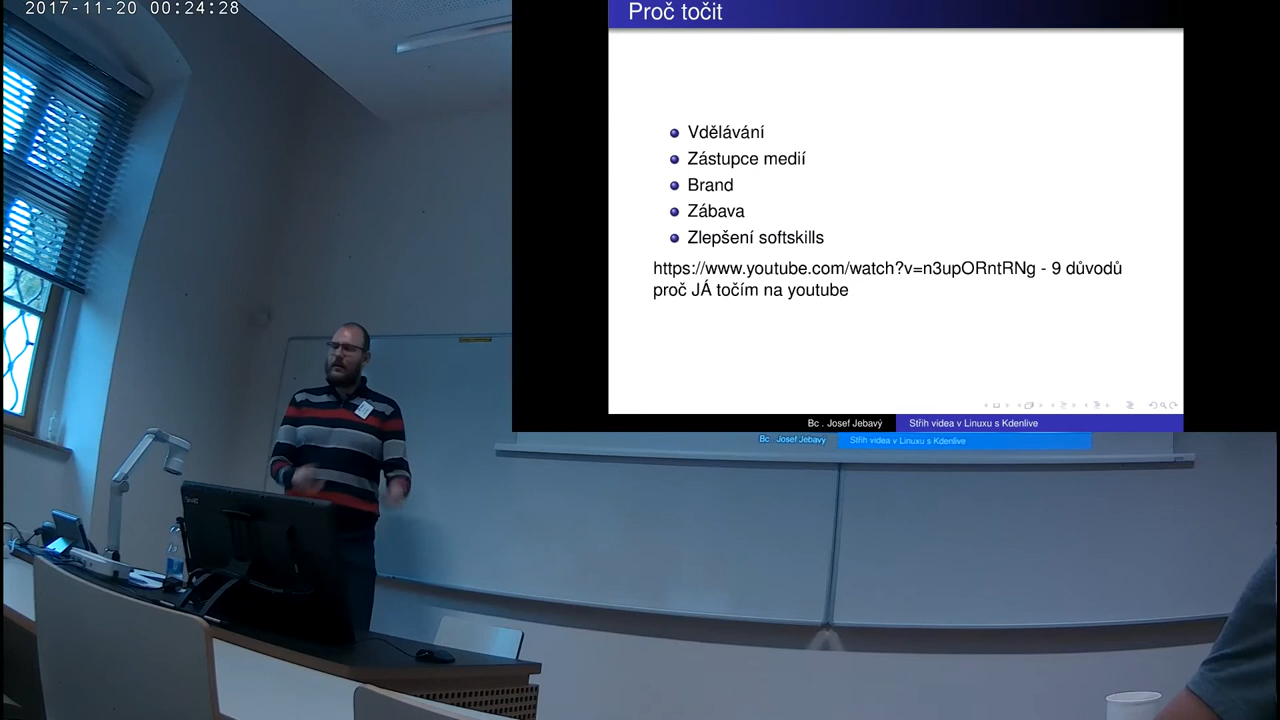 2017-11-20 00:24:28
Proč točit
Vdělávání
Zástupce medií
Brand
Zábava
Zlepšení softskills
https://www.youtube.com/watch?v=n3upORntRNg - 9 důvodů
proč JÁ točím na youtube
Bc . Josef Jebavý Střih videa v Linuxu s Kdenlive
Bc . Josef Jebavý Střih videa v Linuxu s Kdenlive